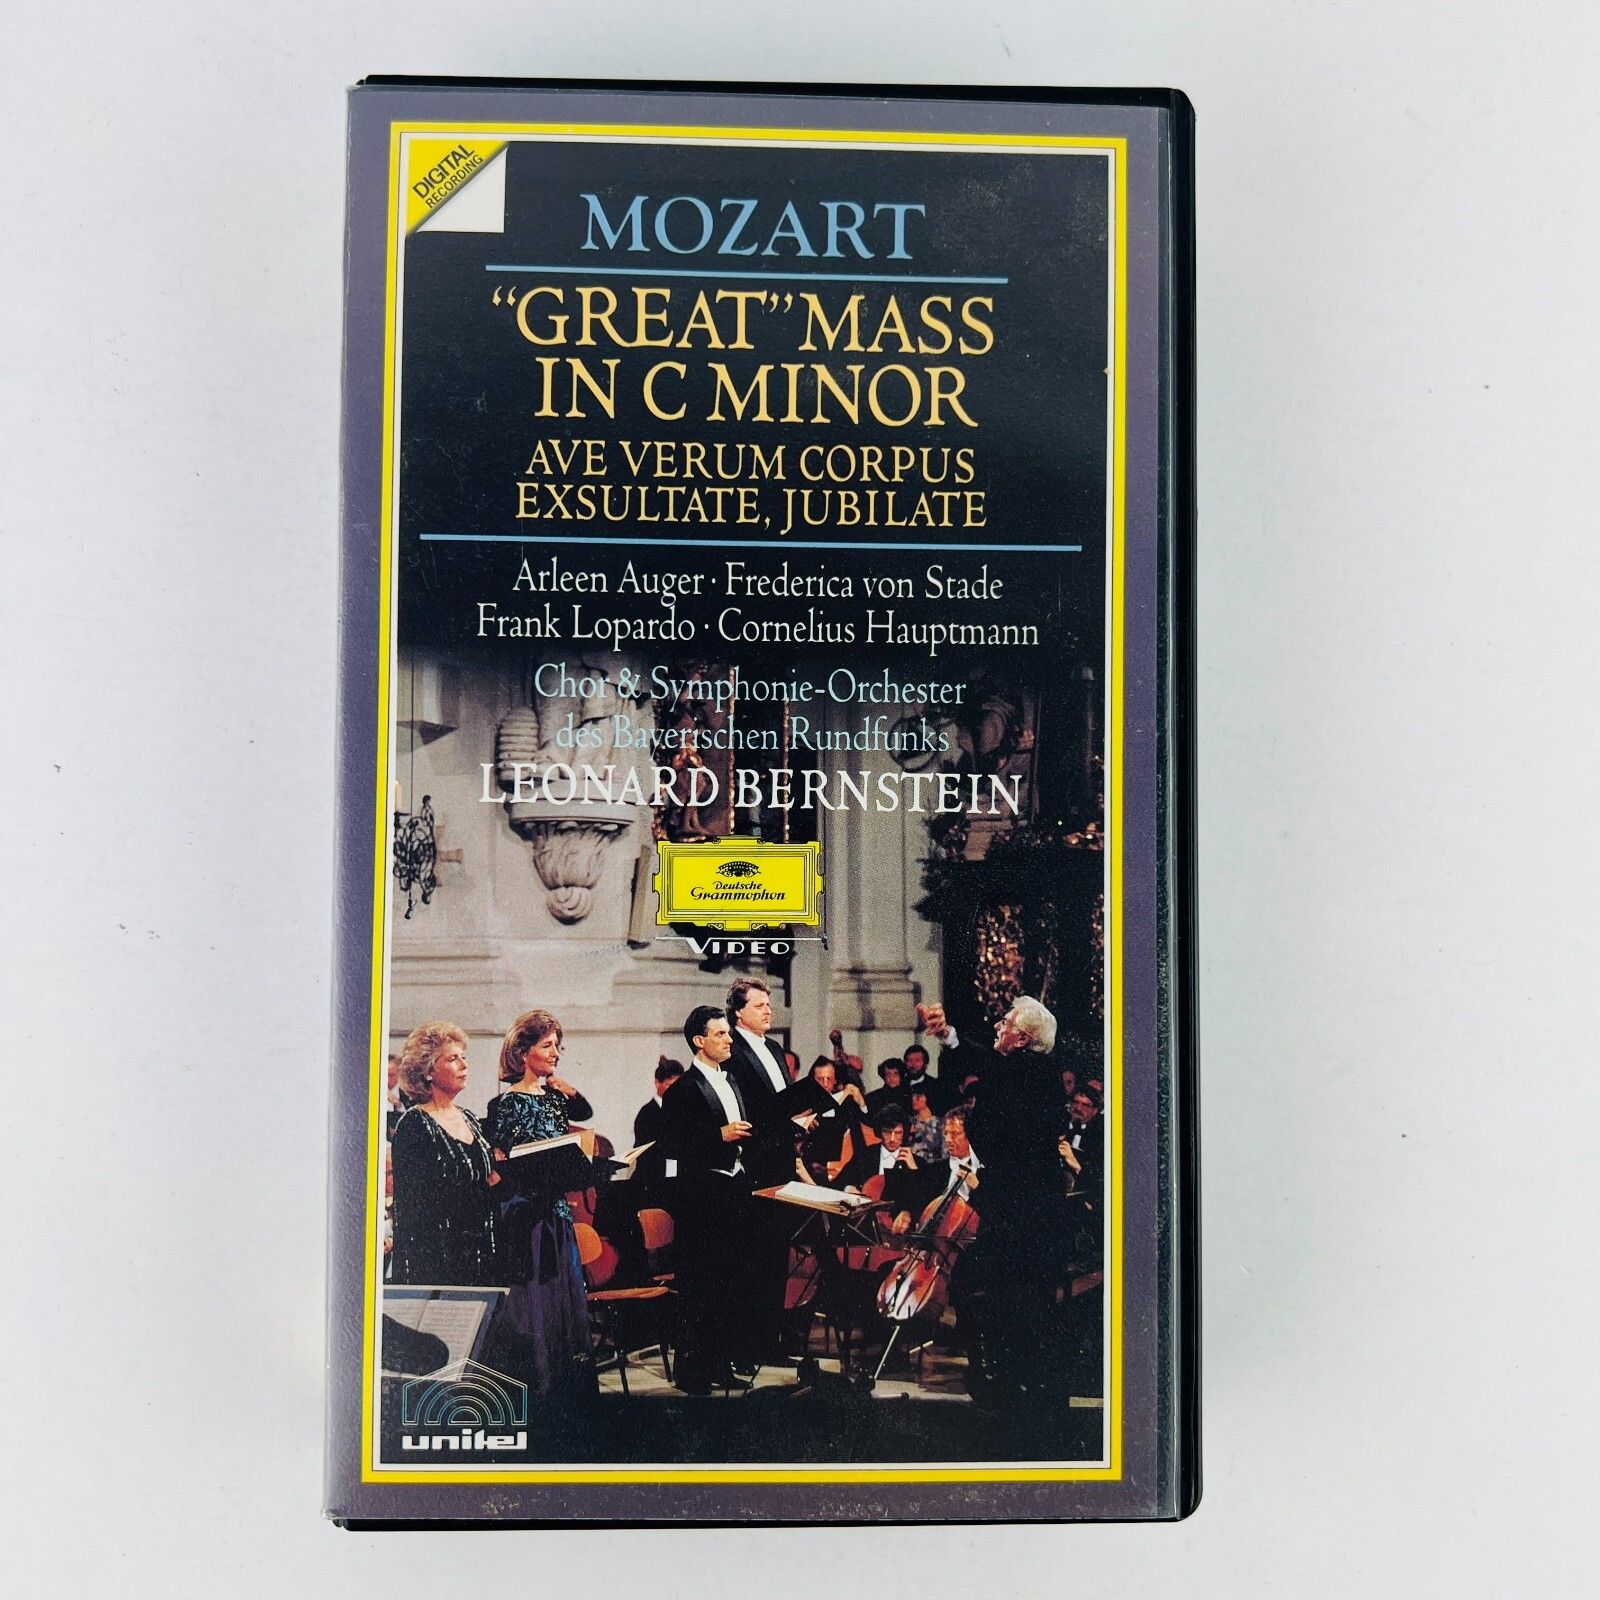 DIGITAL
RECORDING
MOZART
“GREAT” MASS
IN C MINOR
AVE VERUM CORPUS
EXSULTATE, JUBILATE
Arleen Auger · Frederica von Stade
Frank Lopardo · Cornelius Hauptmann
Chor & Symphonie-Orchester
des Bayerischen Rundfunks
LEONARD BERNSTEIN
Deutsche
Grammophon
VIDEO
unitel